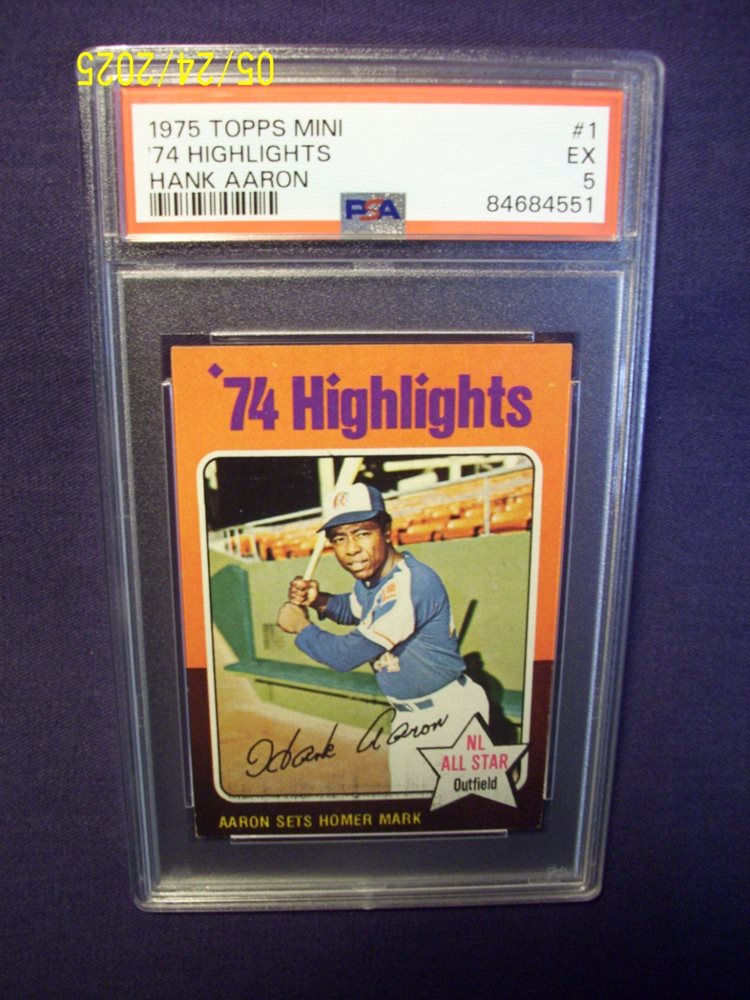 05/24/2025
1975 TOPPS MINI #1
'74 HIGHLIGHTS EX
HANK AARON 5
PSA 84684551
'74 Highlights
Hank Aaron
NL
ALL STAR
Outfield
AARON SETS HOMER MARK